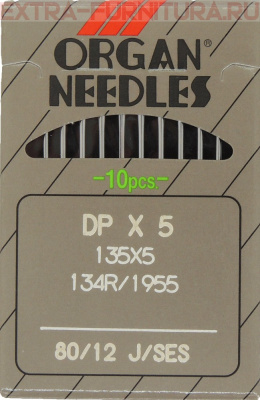 EXTRA-FURNITURA.RU
ORGAN®
NEEDLES
-10pcs.-
DP X 5
135X5
134R/1955
80/12 J/SES